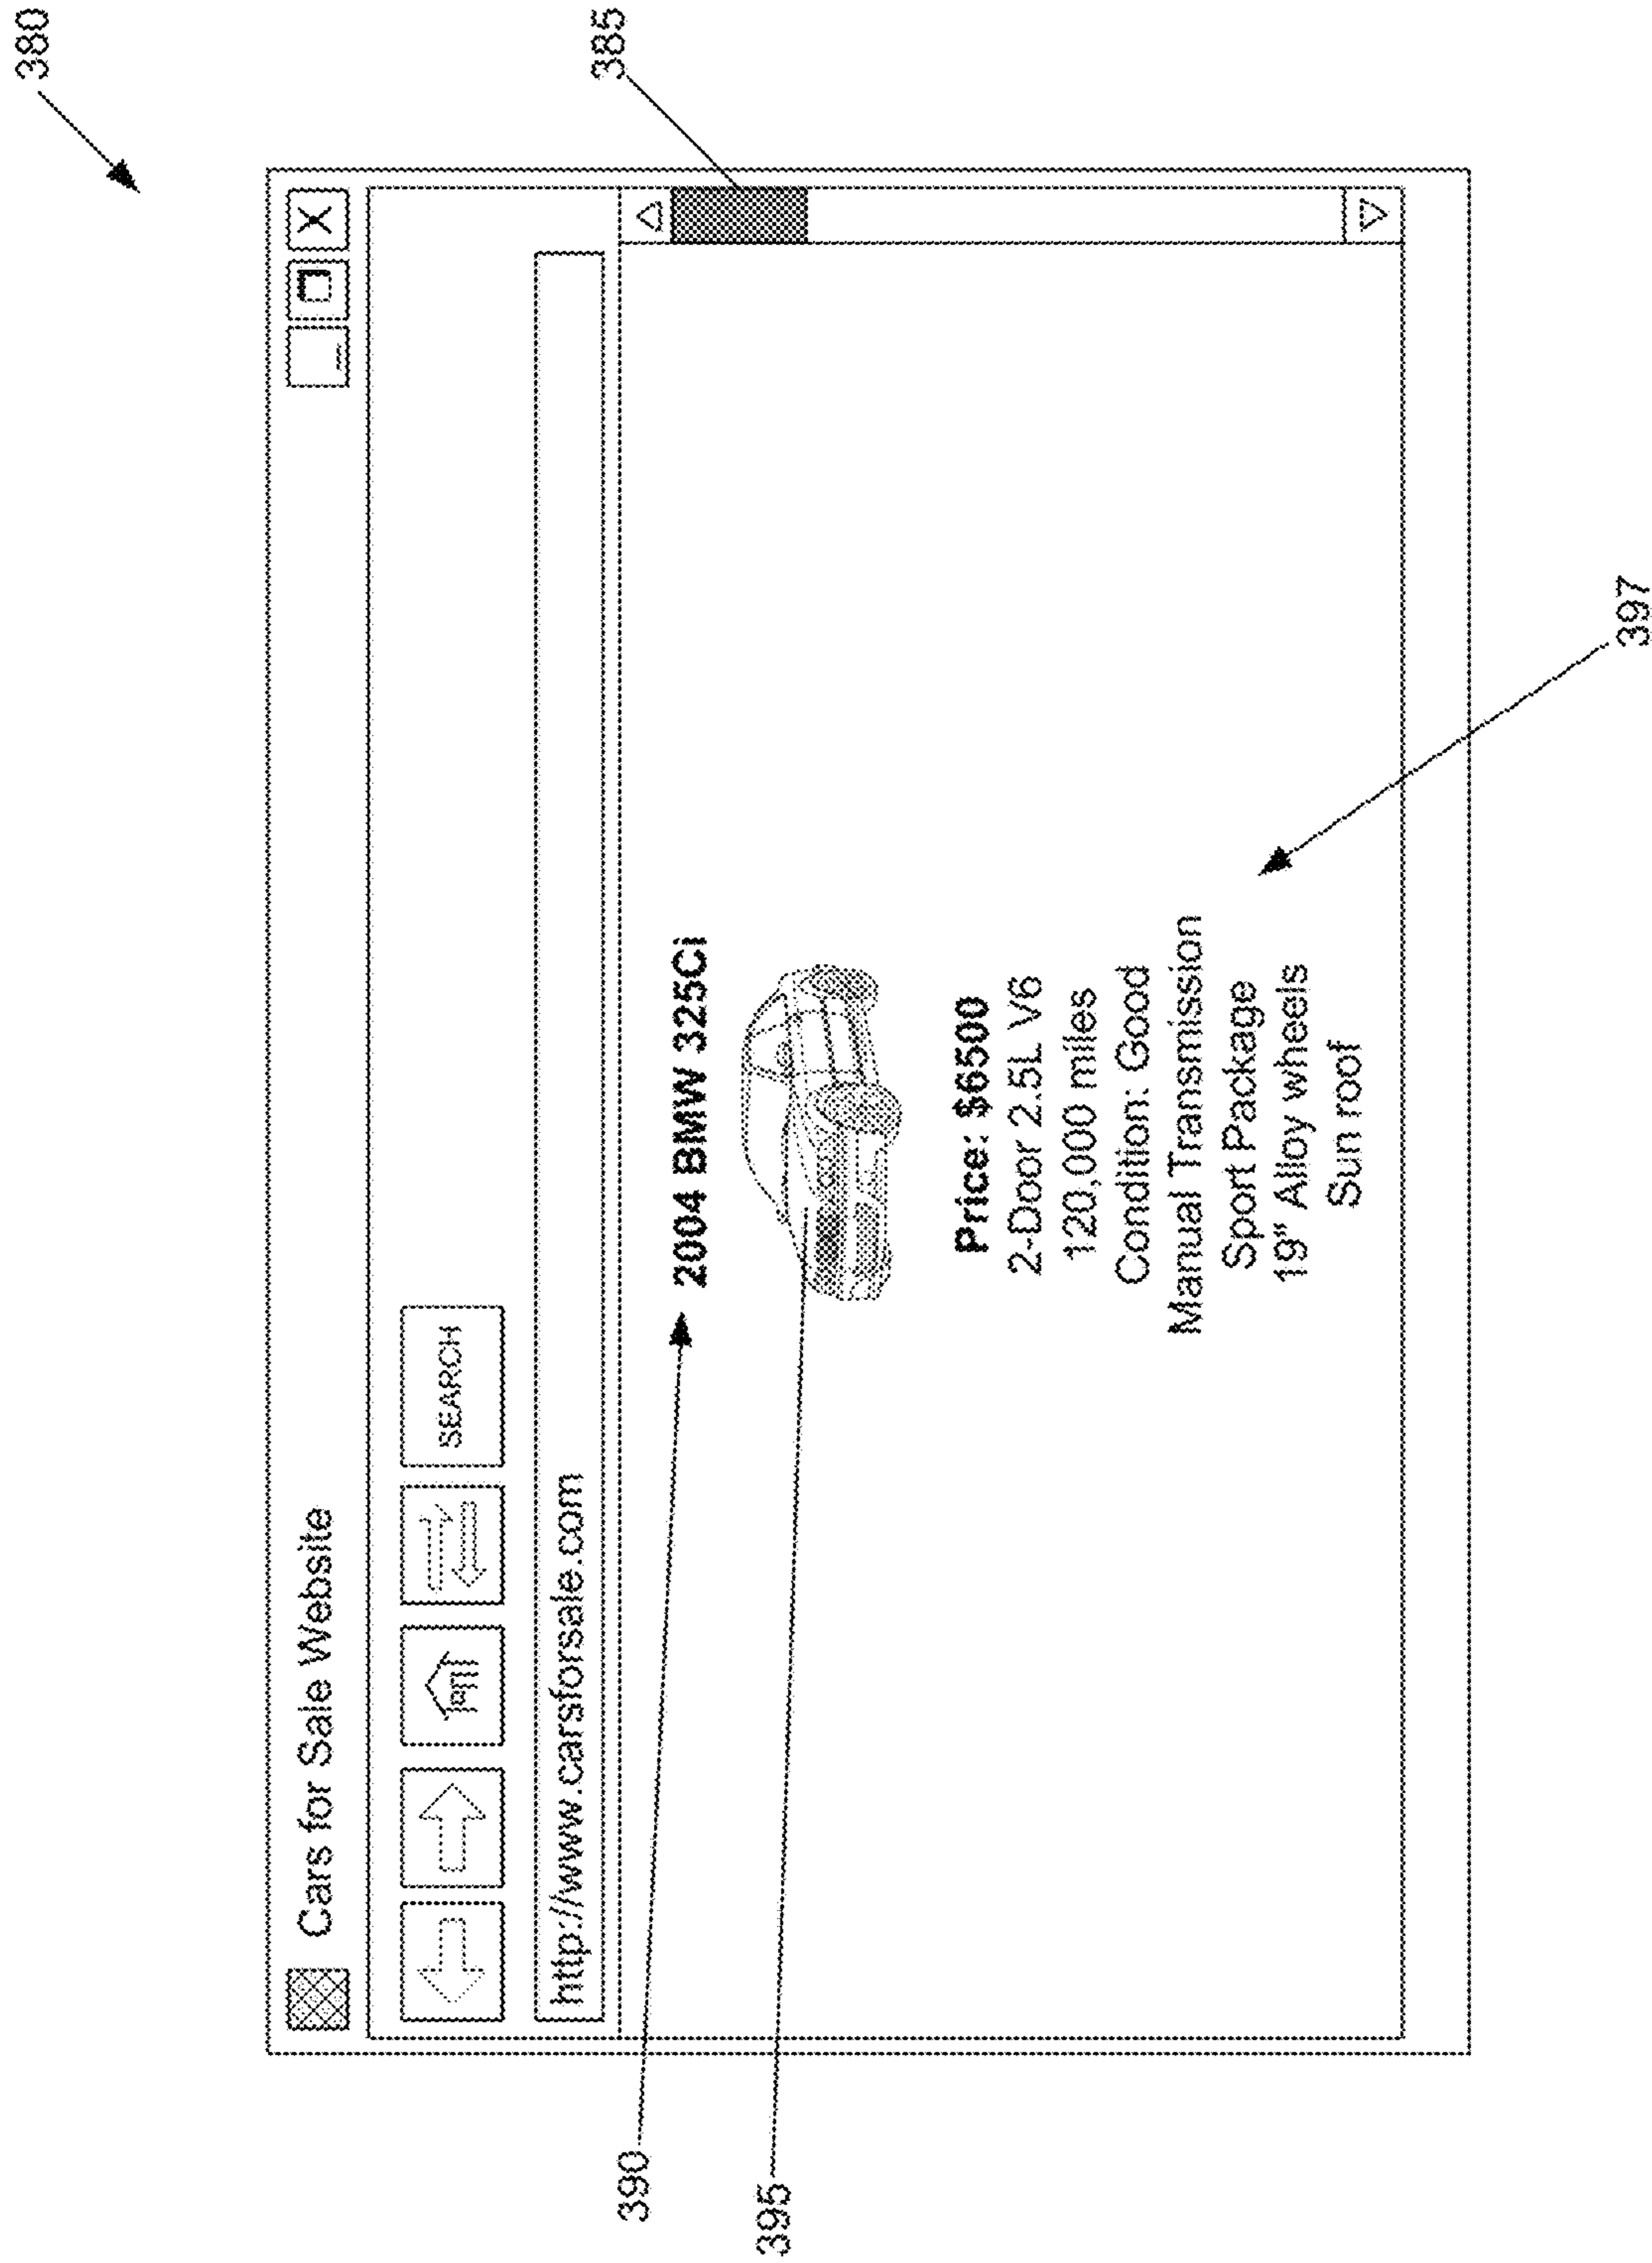 380
Cars for Sale Website
X
SEARCH
http://www.carsforsale.com
385
390
2004 BMW 325Ci
395
Price: $6500
2-Door 2.5L V6
120,000 miles
Condition: Good
Manual Transmission
Sport Package
19" Alloy wheels
Sun roof
397